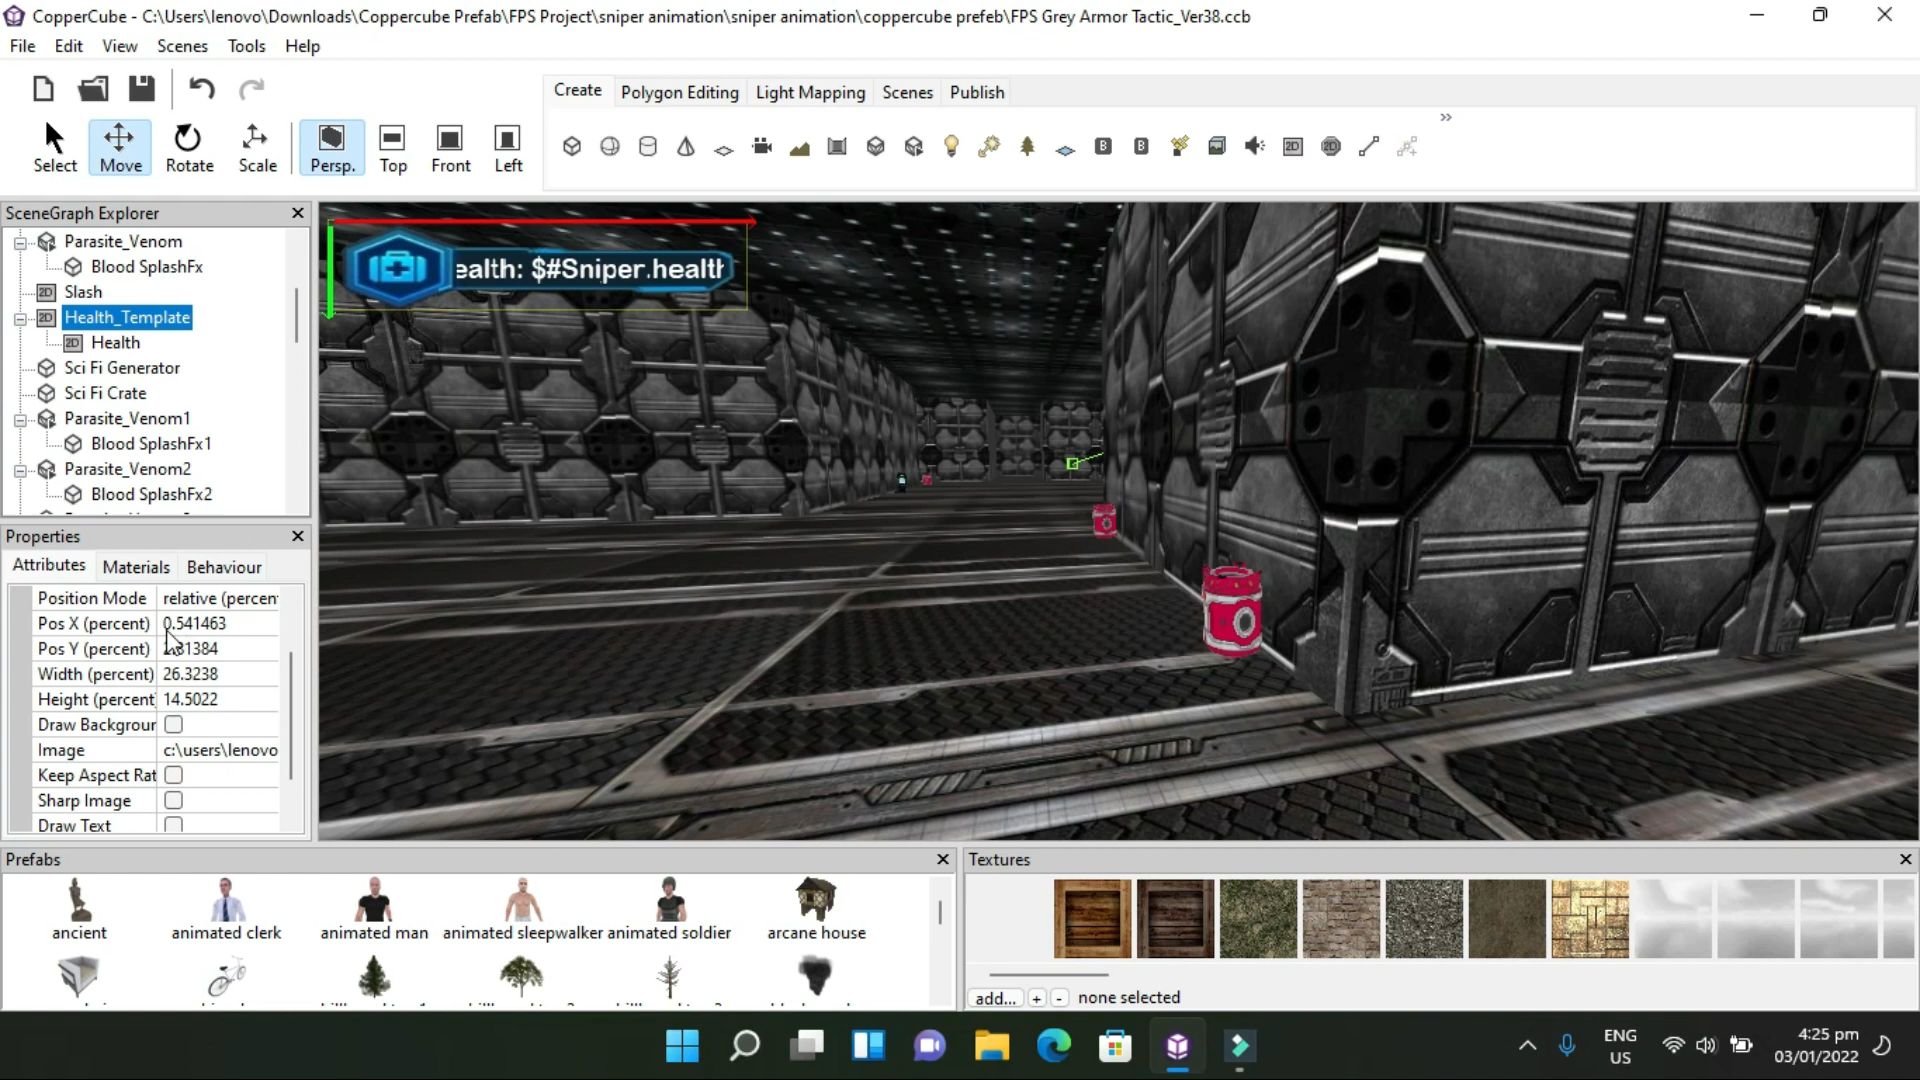 CopperCube - C:\Users\lenovo\Downloads\Coppercube Prefab\FPS Project\sniper animation\sniper animation\coppercube prefeb\FPS Grey Armor Tactic_Ver38.ccb
File Edit View Scenes Tools Help
Create Polygon Editing Light Mapping Scenes Publish
Select Move Rotate Scale Persp. Top Front Left
SceneGraph Explorer
Parasite_Venom
Blood SplashFx
2D Slash
2D Health_Template
2D Health
Sci Fi Generator
Sci Fi Crate
Parasite_Venom1
Blood SplashFx1
Parasite_Venom2
Blood SplashFx2
ealth: $#Sniper.health
Properties
Attributes Materials Behaviour
Position Mode relative (percen
Pos X (percent) 0.541463
Pos Y (percent) 31384
Width (percent) 26.3238
Height (percent 14.5022
Draw Backgrour
Image c:\users\lenovo
Keep Aspect Rat
Sharp Image
Draw Text
Prefabs
ancient animated clerk animated man animated sleepwalker animated soldier arcane house
Textures
add... + - none selected
ENG
US
4:25 pm
03/01/2022